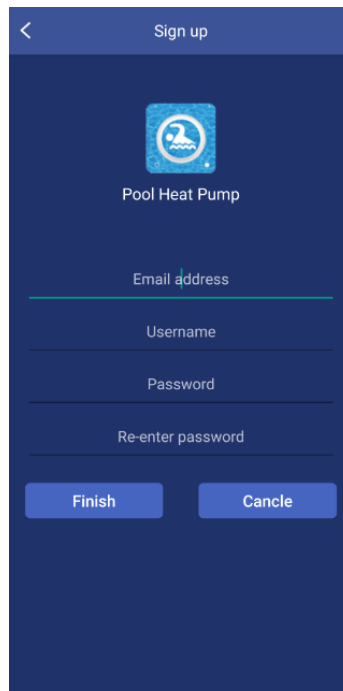 Sign up
Pool Heat Pump
Email address
Username
Password
Re-enter password
Finish Cancle